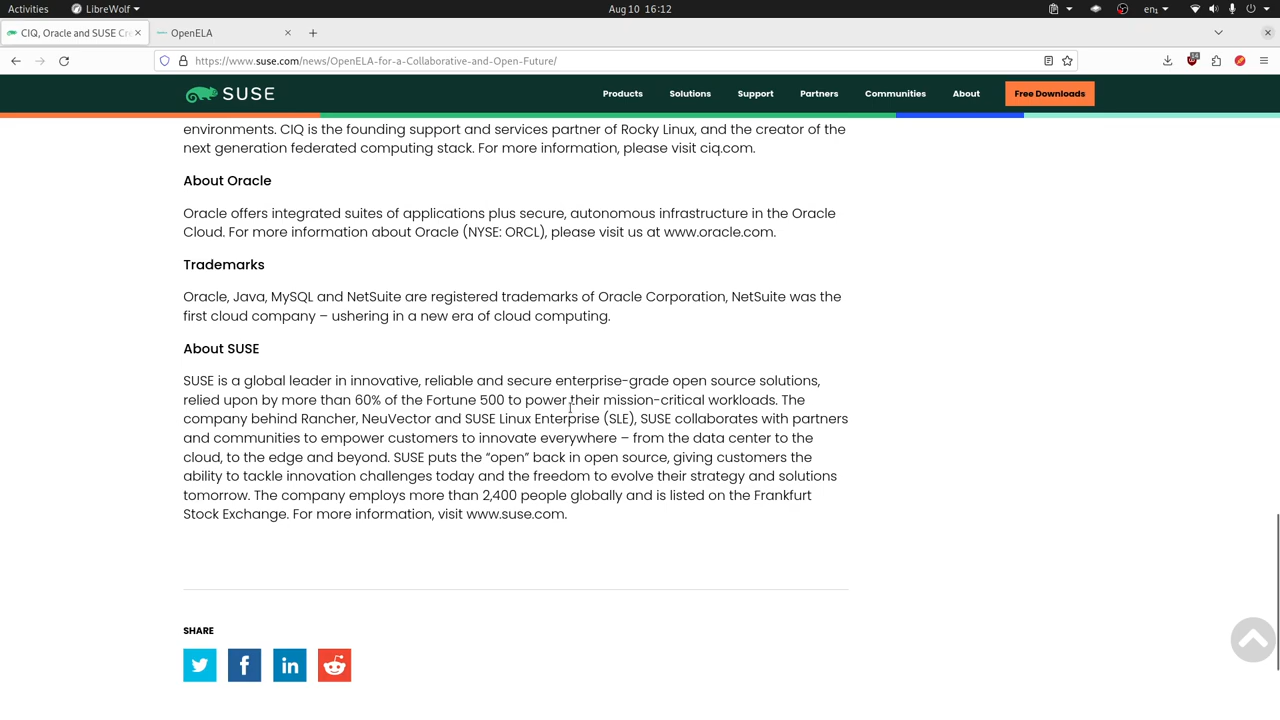 Activities LibreWolf Aug 10 16:12 en₁
CIQ, Oracle and SUSE Cr OpenELA
https://www.suse.com/news/OpenELA-for-a-Collaborative-and-Open-Future/
SUSE Products Solutions Support Partners Communities About Free Downloads
environments. CIQ is the founding support and services partner of Rocky Linux, and the creator of the
next generation federated computing stack. For more information, please visit ciq.com.
About Oracle
Oracle offers integrated suites of applications plus secure, autonomous infrastructure in the Oracle
Cloud. For more information about Oracle (NYSE: ORCL), please visit us at www.oracle.com.
Trademarks
Oracle, Java, MySQL and NetSuite are registered trademarks of Oracle Corporation, NetSuite was the
first cloud company – ushering in a new era of cloud computing.
About SUSE
SUSE is a global leader in innovative, reliable and secure enterprise-grade open source solutions,
relied upon by more than 60% of the Fortune 500 to power their mission-critical workloads. The
company behind Rancher, NeuVector and SUSE Linux Enterprise (SLE), SUSE collaborates with partners
and communities to empower customers to innovate everywhere – from the data center to the
cloud, to the edge and beyond. SUSE puts the “open” back in open source, giving customers the
ability to tackle innovation challenges today and the freedom to evolve their strategy and solutions
tomorrow. The company employs more than 2,400 people globally and is listed on the Frankfurt
Stock Exchange. For more information, visit www.suse.com.
SHARE